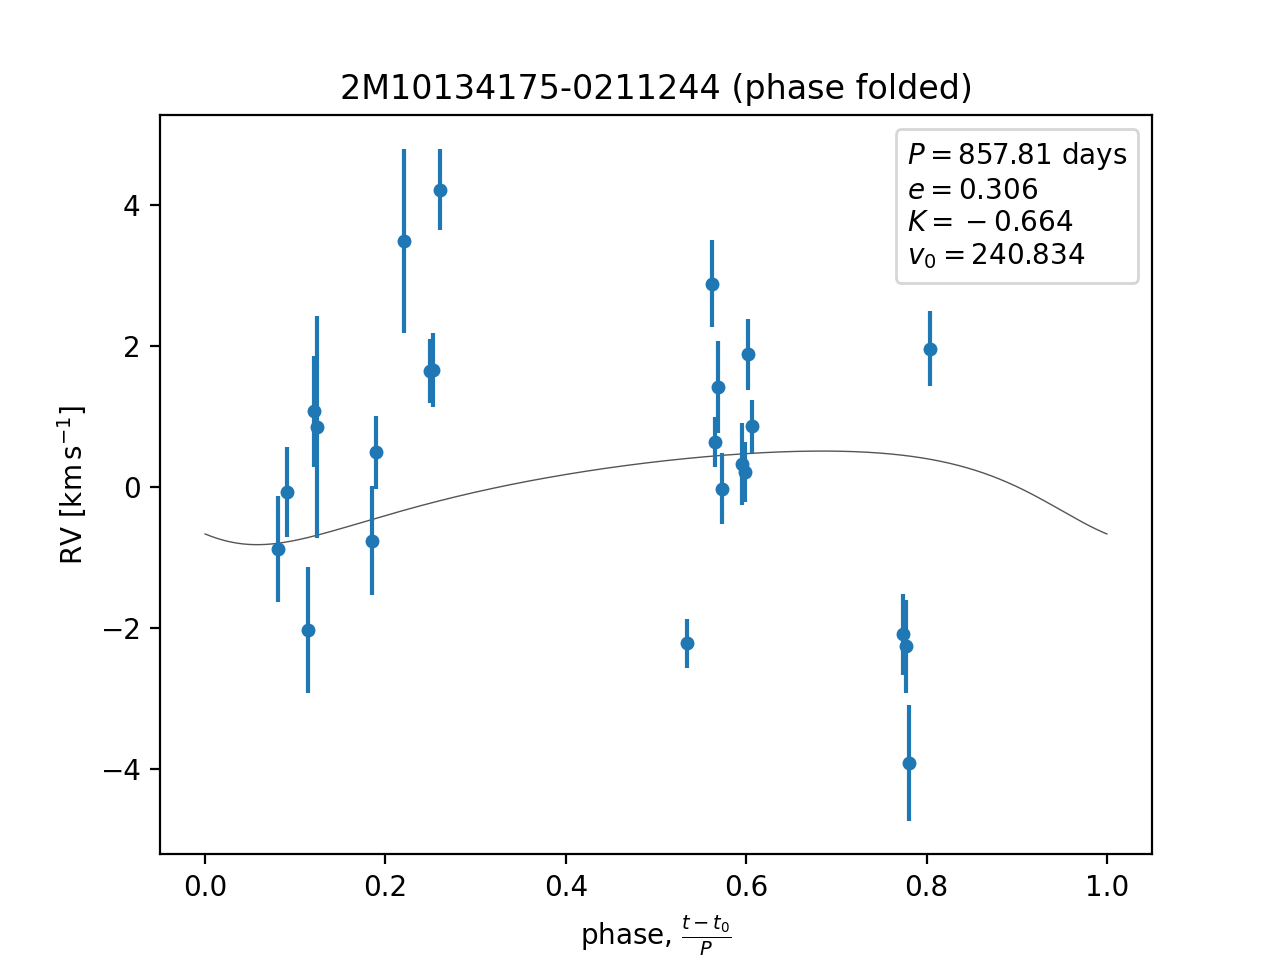 2M10134175-0211244 (phase folded)
P = 857.81 days
e = 0.306
K = − 0.664
v₀ = 240.834
RV [km s⁻¹]
4
2
0
−2
−4
0.0 0.2 0.4 0.6 0.8 1.0
phase, (t − t₀)/P